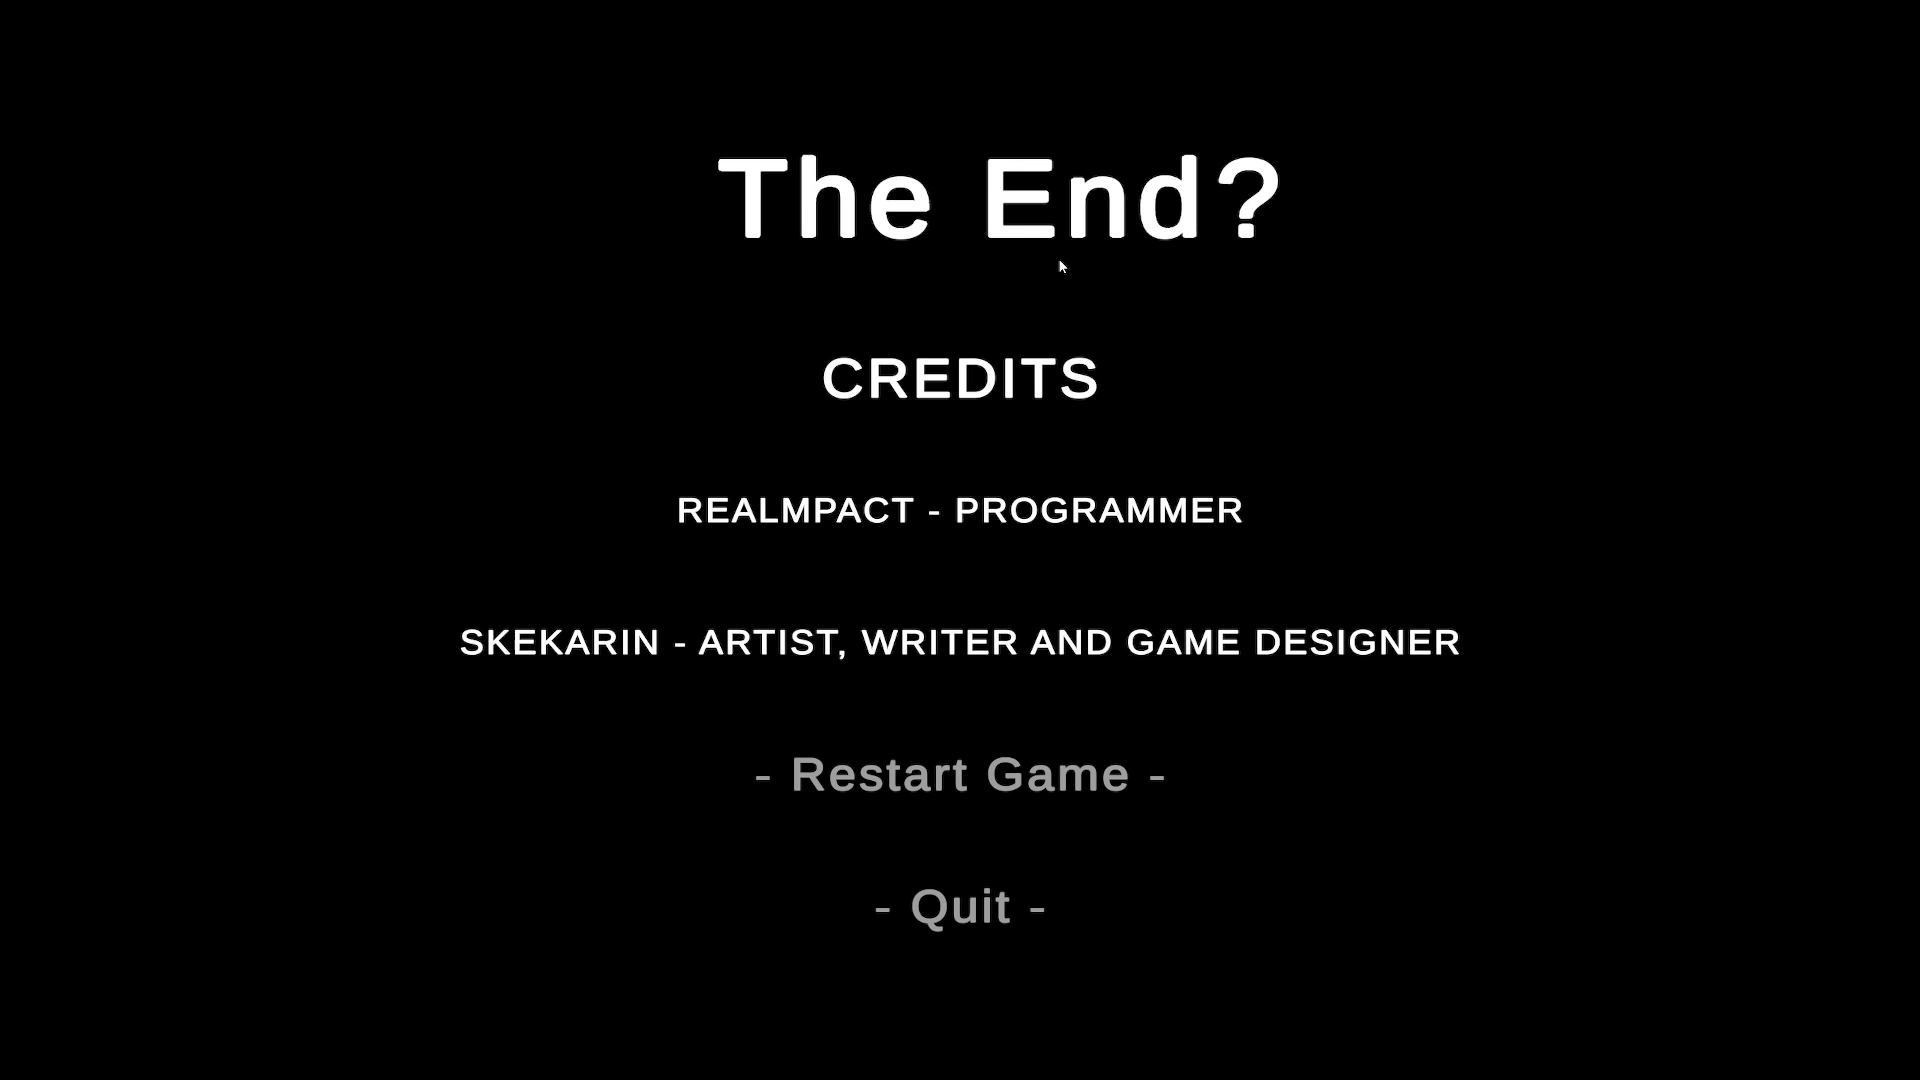 The End?
CREDITS
REALMPACT - PROGRAMMER
SKEKARIN - ARTIST, WRITER AND GAME DESIGNER
- Restart Game -
- Quit -